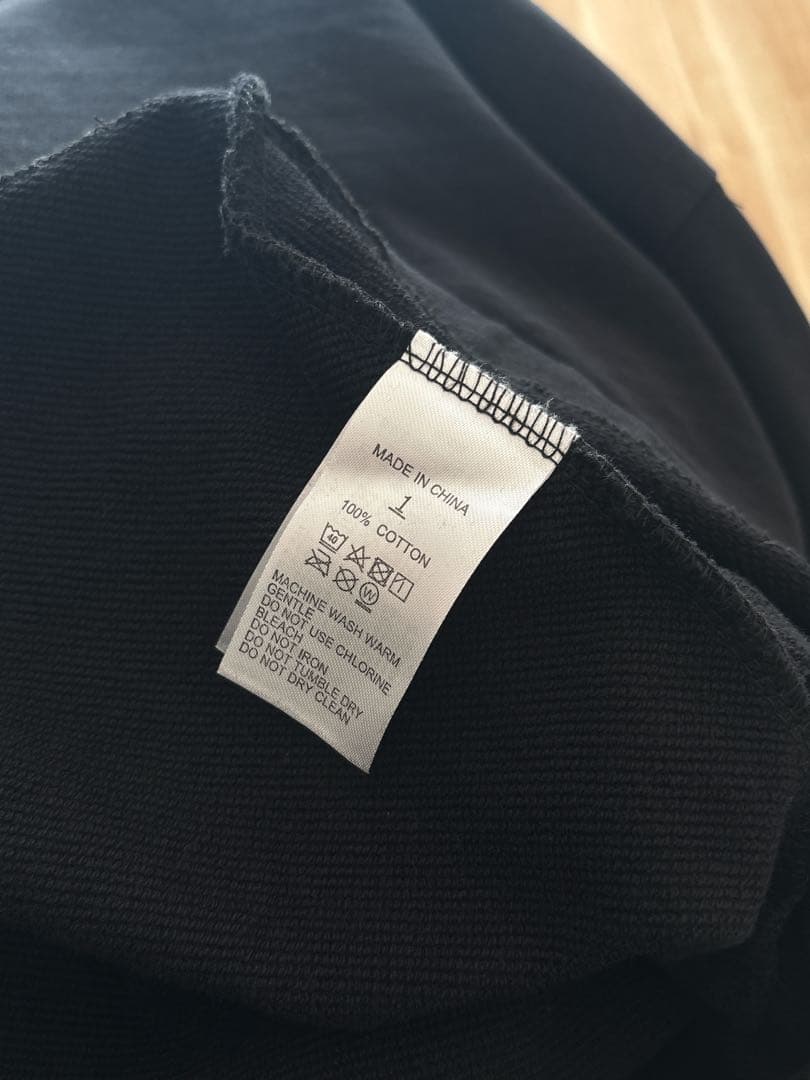 MADE IN CHINA
1
100% COTTON
40
W
MACHINE WASH WARM
GENTLE
DO NOT USE CHLORINE
BLEACH
DO NOT IRON
DO NOT TUMBLE DRY
DO NOT DRY CLEAN